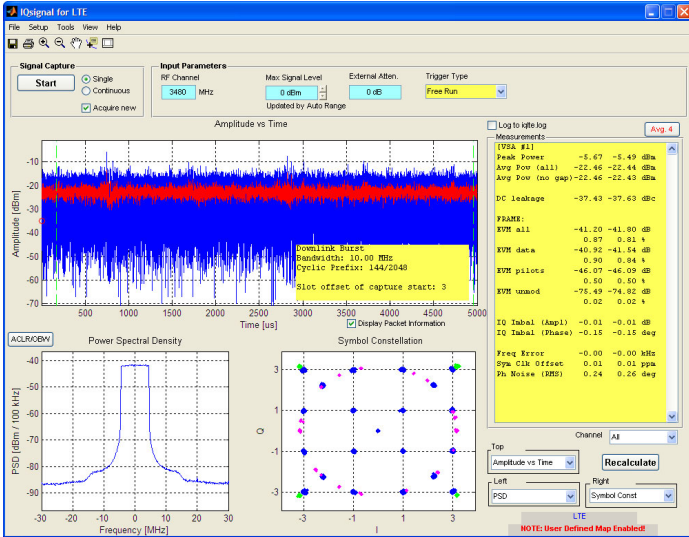 IQsignal for LTE
File Setup Tools View Help
Signal Capture
Start
Single
Continuous
Acquire new
Input Parameters
RF Channel
3480 MHz
Max Signal Level
0 dBm
Updated by Auto Range
External Atten.
0 dB
Trigger Type
Free Run
Amplitude vs Time
Amplitude [dBm]
-10
-20
-30
-40
-50
-60
-70
Downlink Burst
Bandwidth: 10.00 MHz
Cyclic Prefix: 144/2048
Slot offset of capture start: 3
500 1000 1500 2000 2500 3000 3500 4000 4500 5000
Time [us]
Display Packet Information
Log to iqlte.log
Avg. 4
Measurements
[VSA #1]
Peak Power -5.67 -5.49 dBm
Avg Pow (all) -22.46 -22.44 dBm
Avg Pow (no gap) -22.46 -22.43 dBm
DC leakage -37.43 -37.63 dBc
FRAME:
EVM all -41.20 -41.80 dB
0.87 0.81 %
EVM data -40.92 -41.54 dB
0.90 0.84 %
EVM pilots -46.07 -46.09 dB
0.50 0.50 %
EVM unmod -75.49 -74.82 dB
0.02 0.02 %
IQ Imbal (Ampl) -0.01 -0.01 dB
IQ Imbal (Phase) -0.15 -0.15 deg
Freq Error -0.00 -0.00 kHz
Sym Clk Offset 0.01 0.01 ppm
Ph Noise (RMS) 0.24 0.26 deg
ACLR/OBW
Power Spectral Density
PSD [dBm / 100 kHz]
-40
-50
-60
-70
-80
-90
-30 -20 -10 0 10 20 30
Frequency [MHz]
Symbol Constellation
Q
3
1
-1
-3
-3 -1 1 3
I
Channel All
Top
Amplitude vs Time
Recalculate
Left
PSD
Right
Symbol Const
LTE
NOTE: User Defined Map Enabled!